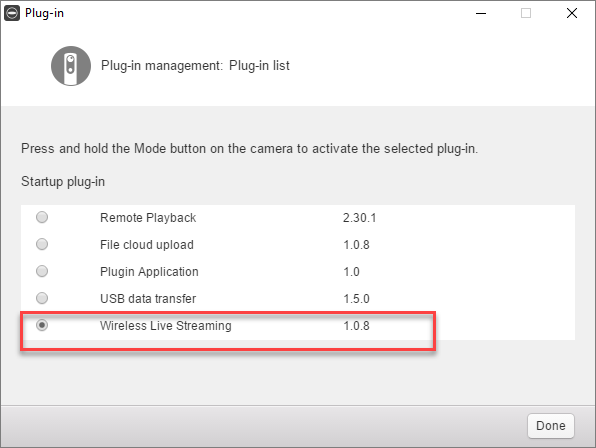 Plug-in
Plug-in management: Plug-in list
Press and hold the Mode button on the camera to activate the selected plug-in.
Startup plug-in
Remote Playback 2.30.1
File cloud upload 1.0.8
Plugin Application 1.0
USB data transfer 1.5.0
Wireless Live Streaming 1.0.8
Done